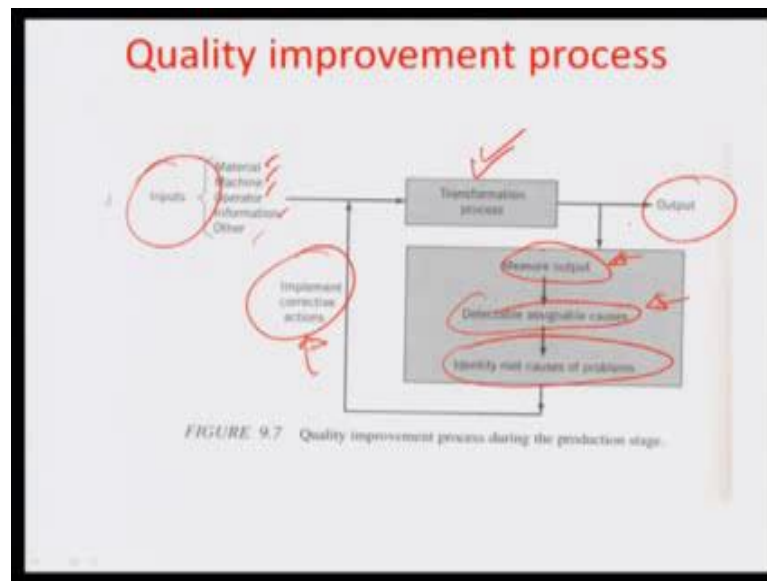 Quality improvement process
Inputs
Material
Machine
Operator
Information
Other
Transformation
process
Output
Measure output
Detectable assignable causes
Identity root causes of problems
Implement
corrective
actions
FIGURE 9.7 Quality improvement process during the production stage.